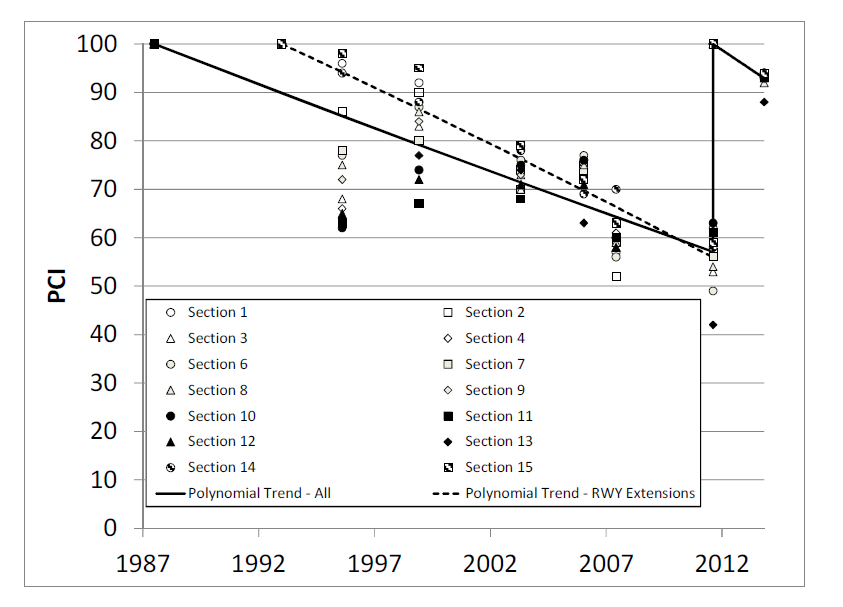 100
90
80
70
60
50
40
30
20
10
0
PCI
Section 1 Section 2
Section 3 Section 4
Section 6 Section 7
Section 8 Section 9
Section 10 Section 11
Section 12 Section 13
Section 14 Section 15
Polynomial Trend - All Polynomial Trend - RWY Extensions
1987 1992 1997 2002 2007 2012